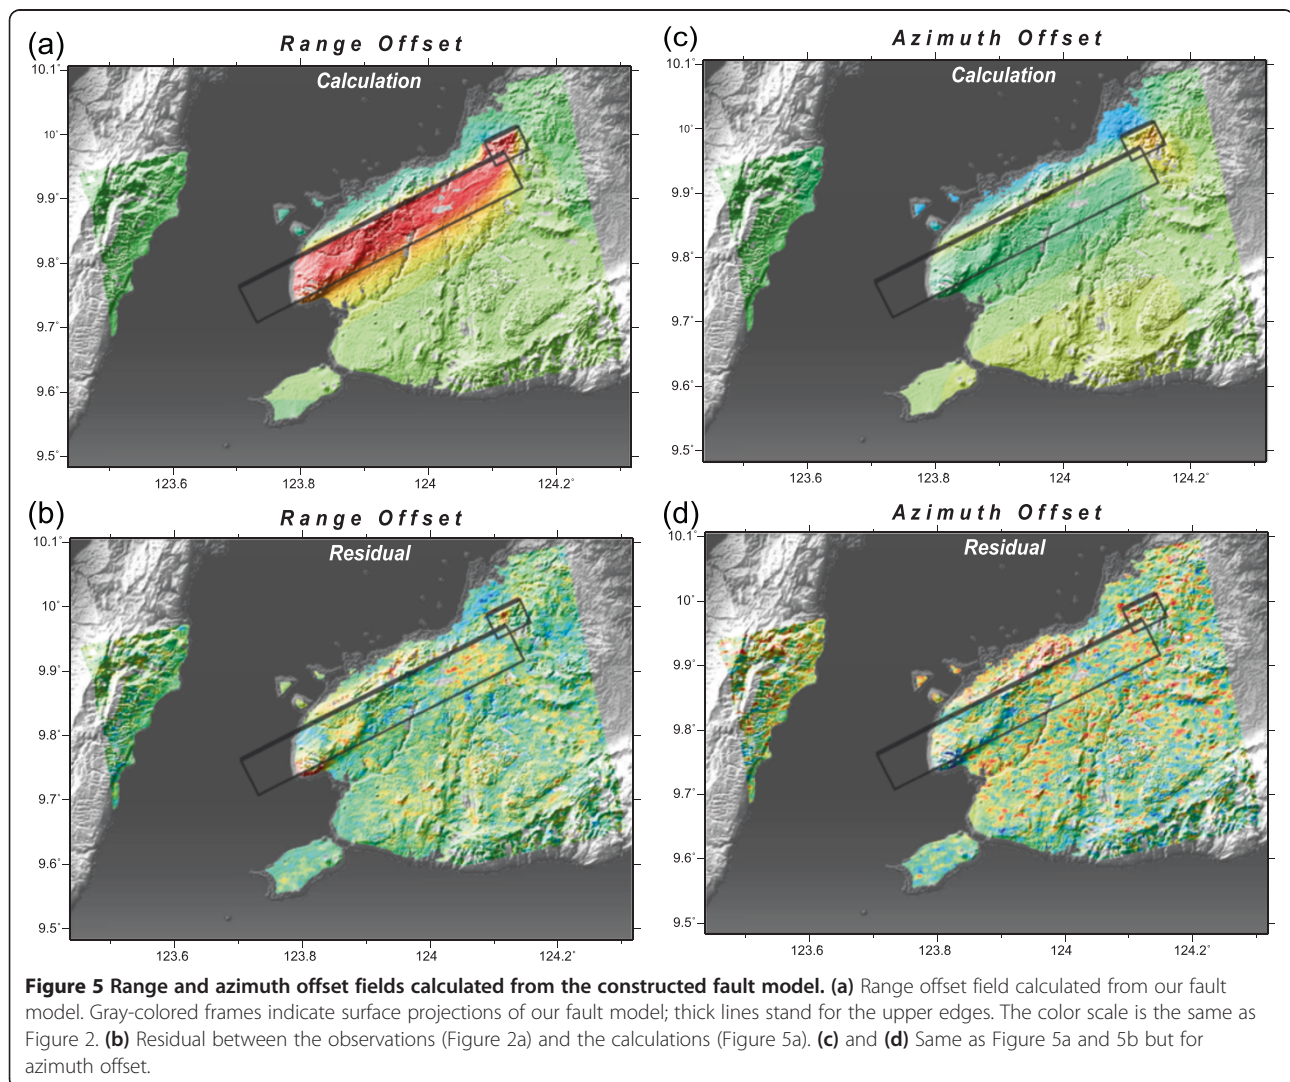 (a)
Range Offset
Calculation
10.1˚
10˚
9.9˚
9.8˚
9.7˚
9.6˚
9.5˚
123.6
123.8
124
124.2˚
(c)
Azimuth Offset
Calculation
10.1˚
10˚
9.9˚
9.8˚
9.7˚
9.6˚
9.5˚
123.6
123.8
124
124.2˚
(b)
Range Offset
Residual
10.1˚
10˚
9.9˚
9.8˚
9.7˚
9.6˚
9.5˚
123.6
123.8
124
124.2˚
(d)
Azimuth Offset
Residual
10.1˚
10˚
9.9˚
9.8˚
9.7˚
9.6˚
9.5˚
123.6
123.8
124
124.2˚
Figure 5 Range and azimuth offset fields calculated from the constructed fault model. (a) Range offset field calculated from our fault
model. Gray-colored frames indicate surface projections of our fault model; thick lines stand for the upper edges. The color scale is the same as
Figure 2. (b) Residual between the observations (Figure 2a) and the calculations (Figure 5a). (c) and (d) Same as Figure 5a and 5b but for
azimuth offset.